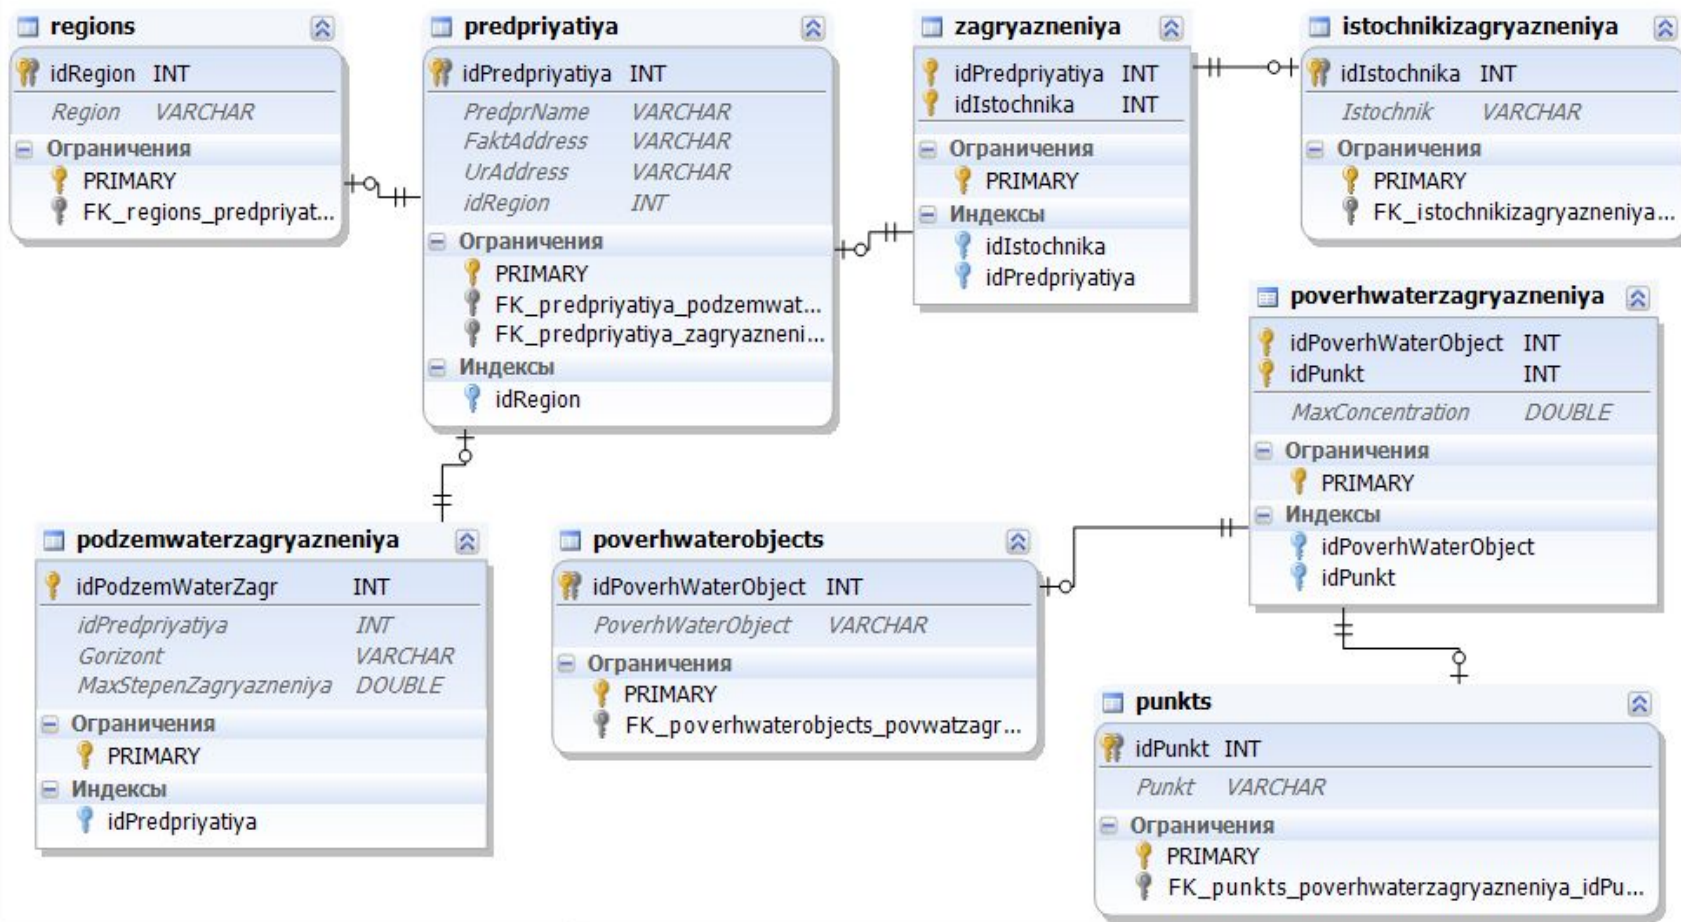 regions
idRegion INT
Region VARCHAR
Ограничения
PRIMARY
FK_regions_predpriyat...
predpriyatiya
idPredpriyatiya INT
PredprName VARCHAR
FaktAddress VARCHAR
UrAddress VARCHAR
idRegion INT
Ограничения
PRIMARY
FK_predpriyatiya_podzemwat...
FK_predpriyatiya_zagryazneni...
Индексы
idRegion
zagryazneniya
idPredpriyatiya INT
idIstochnika INT
Ограничения
PRIMARY
Индексы
idIstochnika
idPredpriyatiya
istochnikizagryazneniya
idIstochnika INT
Istochnik VARCHAR
Ограничения
PRIMARY
FK_istochnikizagryazneniya...
poverhwaterzagryazneniya
idPoverhWaterObject INT
idPunkt INT
MaxConcentration DOUBLE
Ограничения
PRIMARY
Индексы
idPoverhWaterObject
idPunkt
podzemwaterzagryazneniya
idPodzemWaterZagr INT
idPredpriyatiya INT
Gorizont VARCHAR
MaxStepenZagryazneniya DOUBLE
Ограничения
PRIMARY
Индексы
idPredpriyatiya
poverhwaterobjects
idPoverhWaterObject INT
PoverhWaterObject VARCHAR
Ограничения
PRIMARY
FK_poverhwaterobjects_povwatzagr...
punkts
idPunkt INT
Punkt VARCHAR
Ограничения
PRIMARY
FK_punkts_poverhwaterzagryazneniya_idPu...